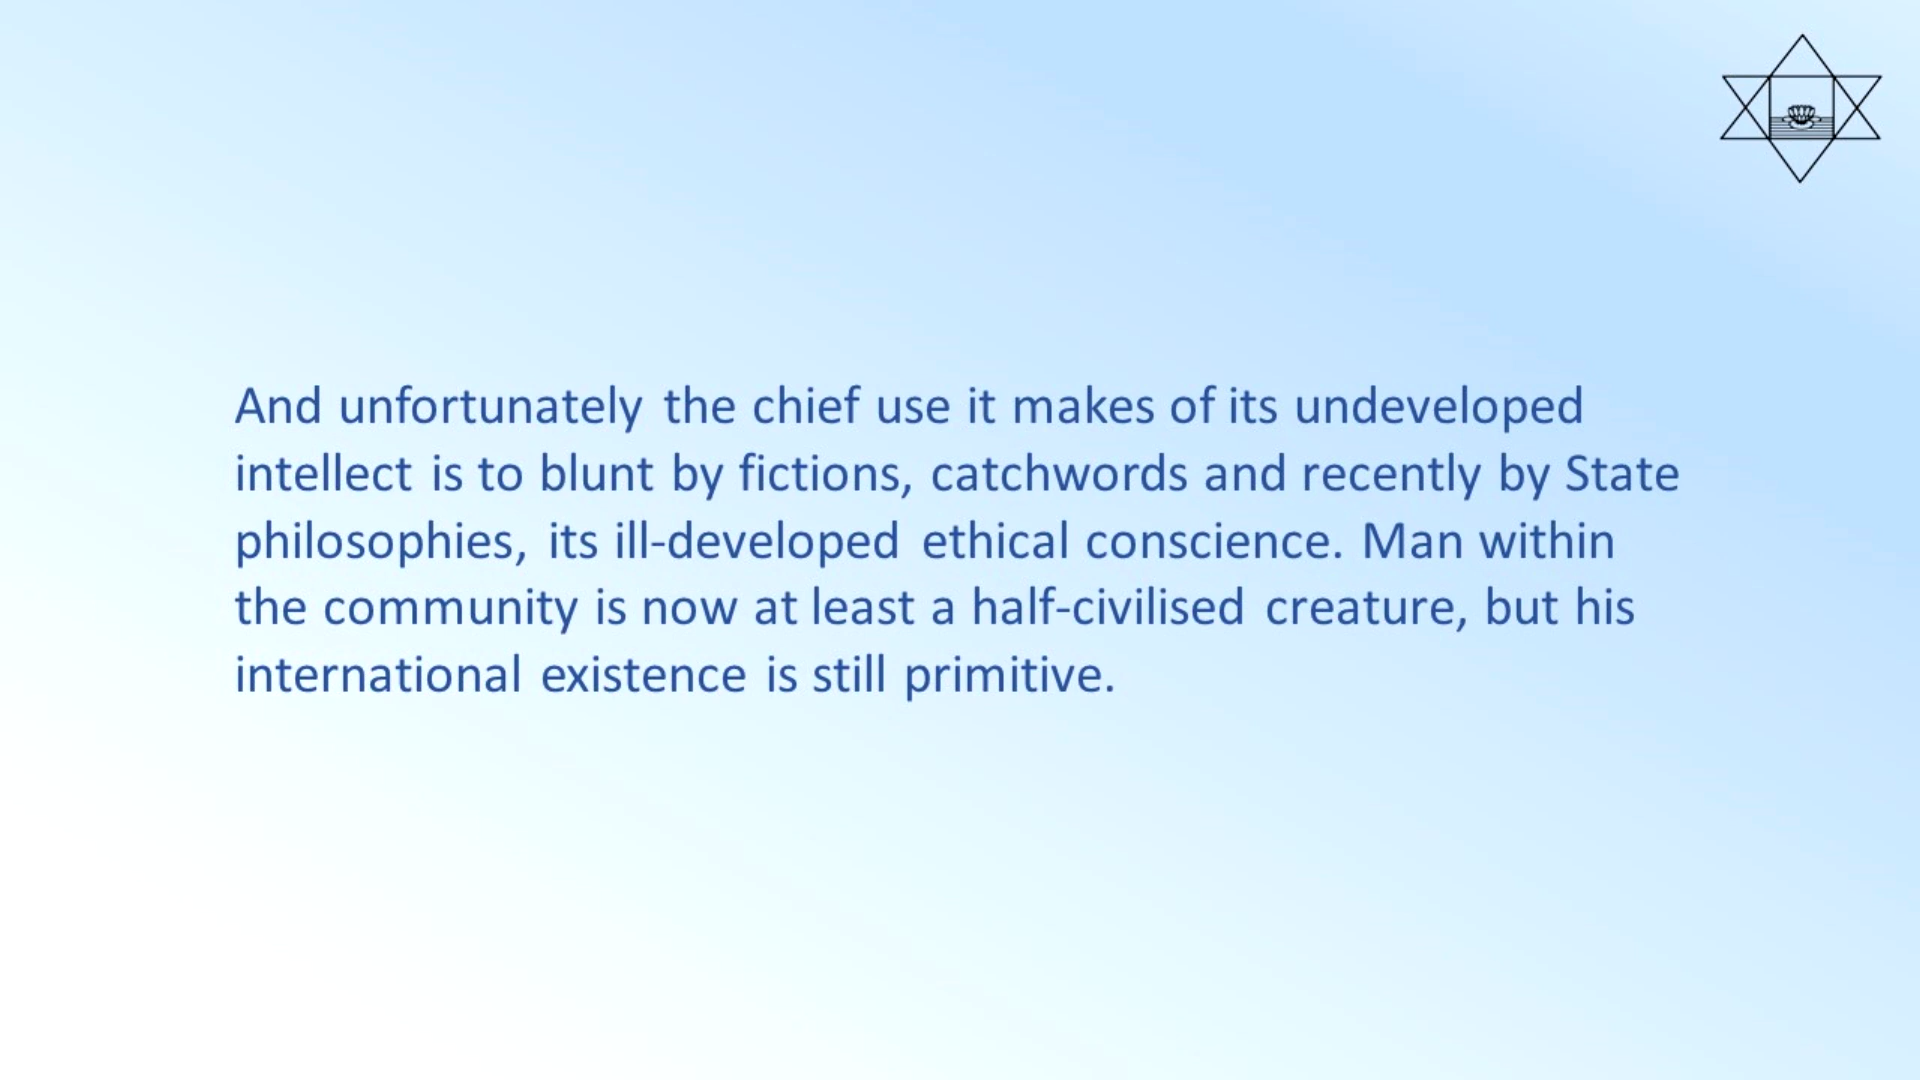 And unfortunately the chief use it makes of its undeveloped
intellect is to blunt by fictions, catchwords and recently by State
philosophies, its ill-developed ethical conscience. Man within
the community is now at least a half-civilised creature, but his
international existence is still primitive.